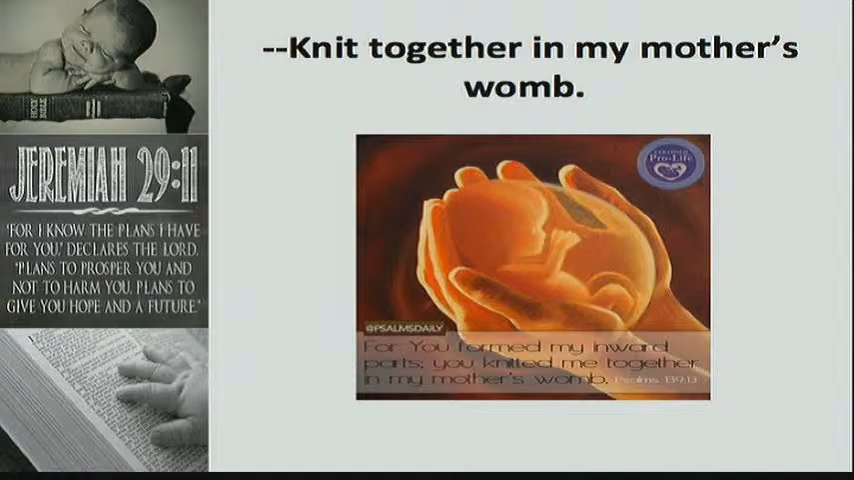 --Knit together in my mother's
womb.
HOLY
BIBLE
JEREMIAH 29:11
"FOR I KNOW THE PLANS I HAVE
FOR YOU," DECLARES THE LORD,
"PLANS TO PROSPER YOU AND
NOT TO HARM YOU, PLANS TO
GIVE YOU HOPE AND A FUTURE."
Pro-Life
@PSALMSDAILY
For You formed my inward
parts; you knitted me together
in my mother's womb. Psalms. 139:13